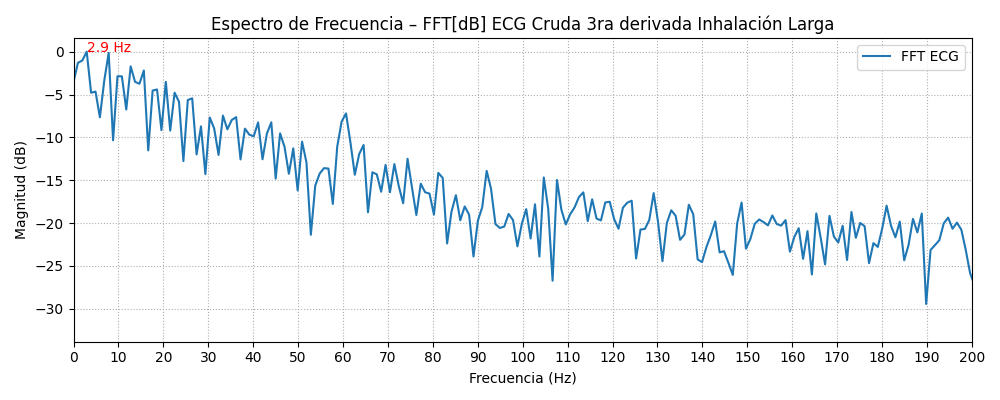 Espectro de Frecuencia – FFT[dB] ECG Cruda 3ra derivada Inhalación Larga
2.9 Hz
FFT ECG
Magnitud (dB)
0
−5
−10
−15
−20
−25
−30
0 10 20 30 40 50 60 70 80 90 100 110 120 130 140 150 160 170 180 190 200
Frecuencia (Hz)